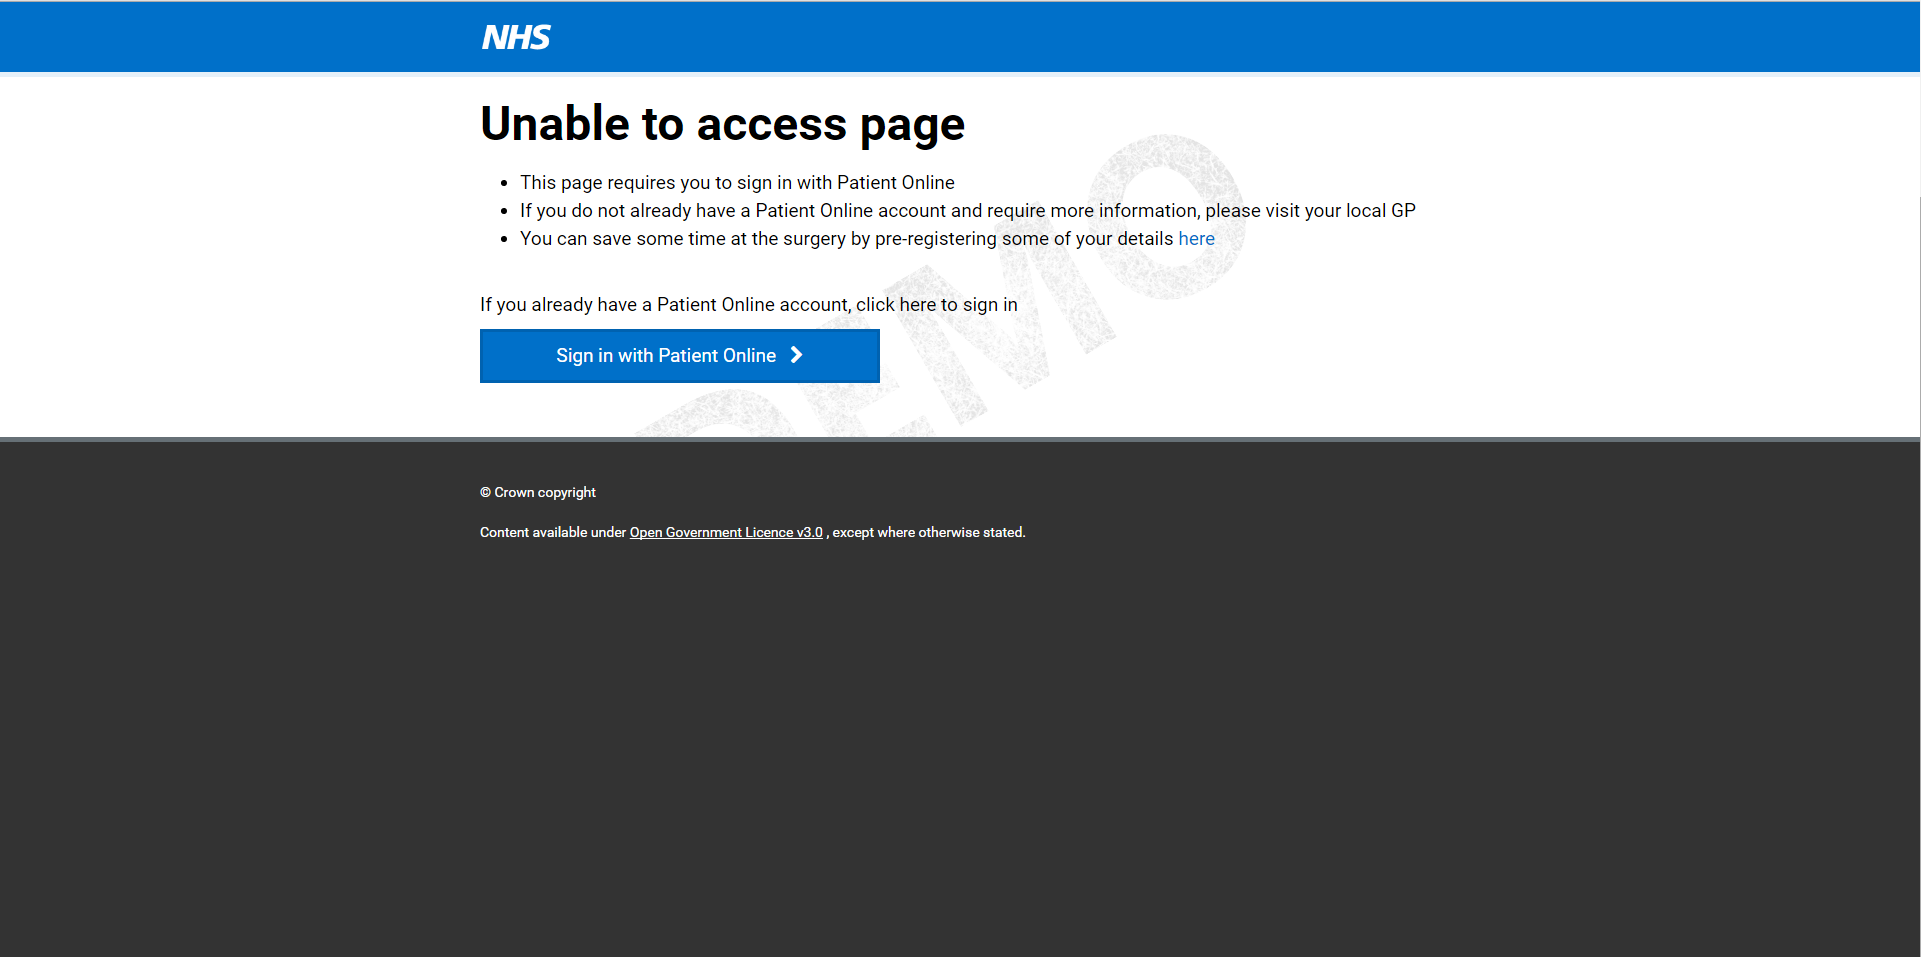 NHS
Unable to access page
This page requires you to sign in with Patient Online
If you do not already have a Patient Online account and require more information, please visit your local GP
You can save some time at the surgery by pre-registering some of your details here
If you already have a Patient Online account, click here to sign in
Sign in with Patient Online
DEMO
© Crown copyright
Content available under Open Government Licence v3.0 , except where otherwise stated.